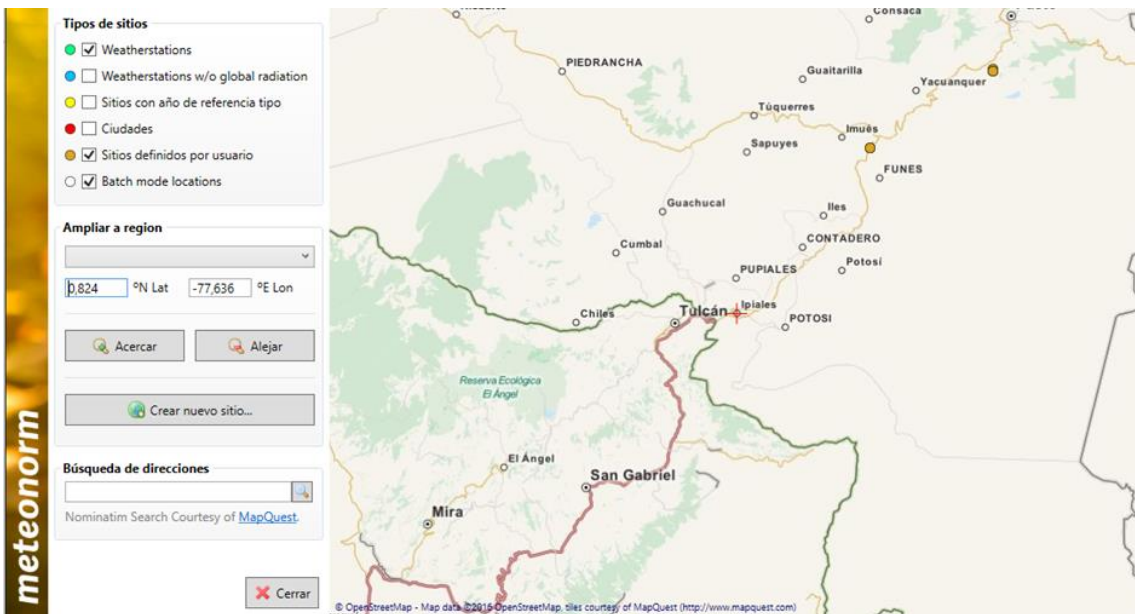 Tipos de sitios
Weatherstations
Weatherstations w/o global radiation
Sitios con año de referencia tipo
Ciudades
Sitios definidos por usuario
Batch mode locations
Ampliar a region
0,824 ºN Lat -77,636 ºE Lon
Acercar Alejar
Crear nuevo sitio...
Búsqueda de direcciones
Nominatim Search Courtesy of MapQuest.
Cerrar
meteonorm
Consaca
PIEDRANCHA
Guaitarilla
Yacuanquer
Túquerres
Imuês
Sapuyes
FUNES
Guachucal
Iles
Cumbal
CONTADERO
Potosí
PUPIALES
Ipiales
Chiles
Tulcán
POTOSI
Reserva Ecológica
El Ángel
El Ángel
San Gabriel
Mira
© OpenStreetMap - Map data ©2016 OpenStreetMap, tiles courtesy of MapQuest (http://www.mapquest.com)